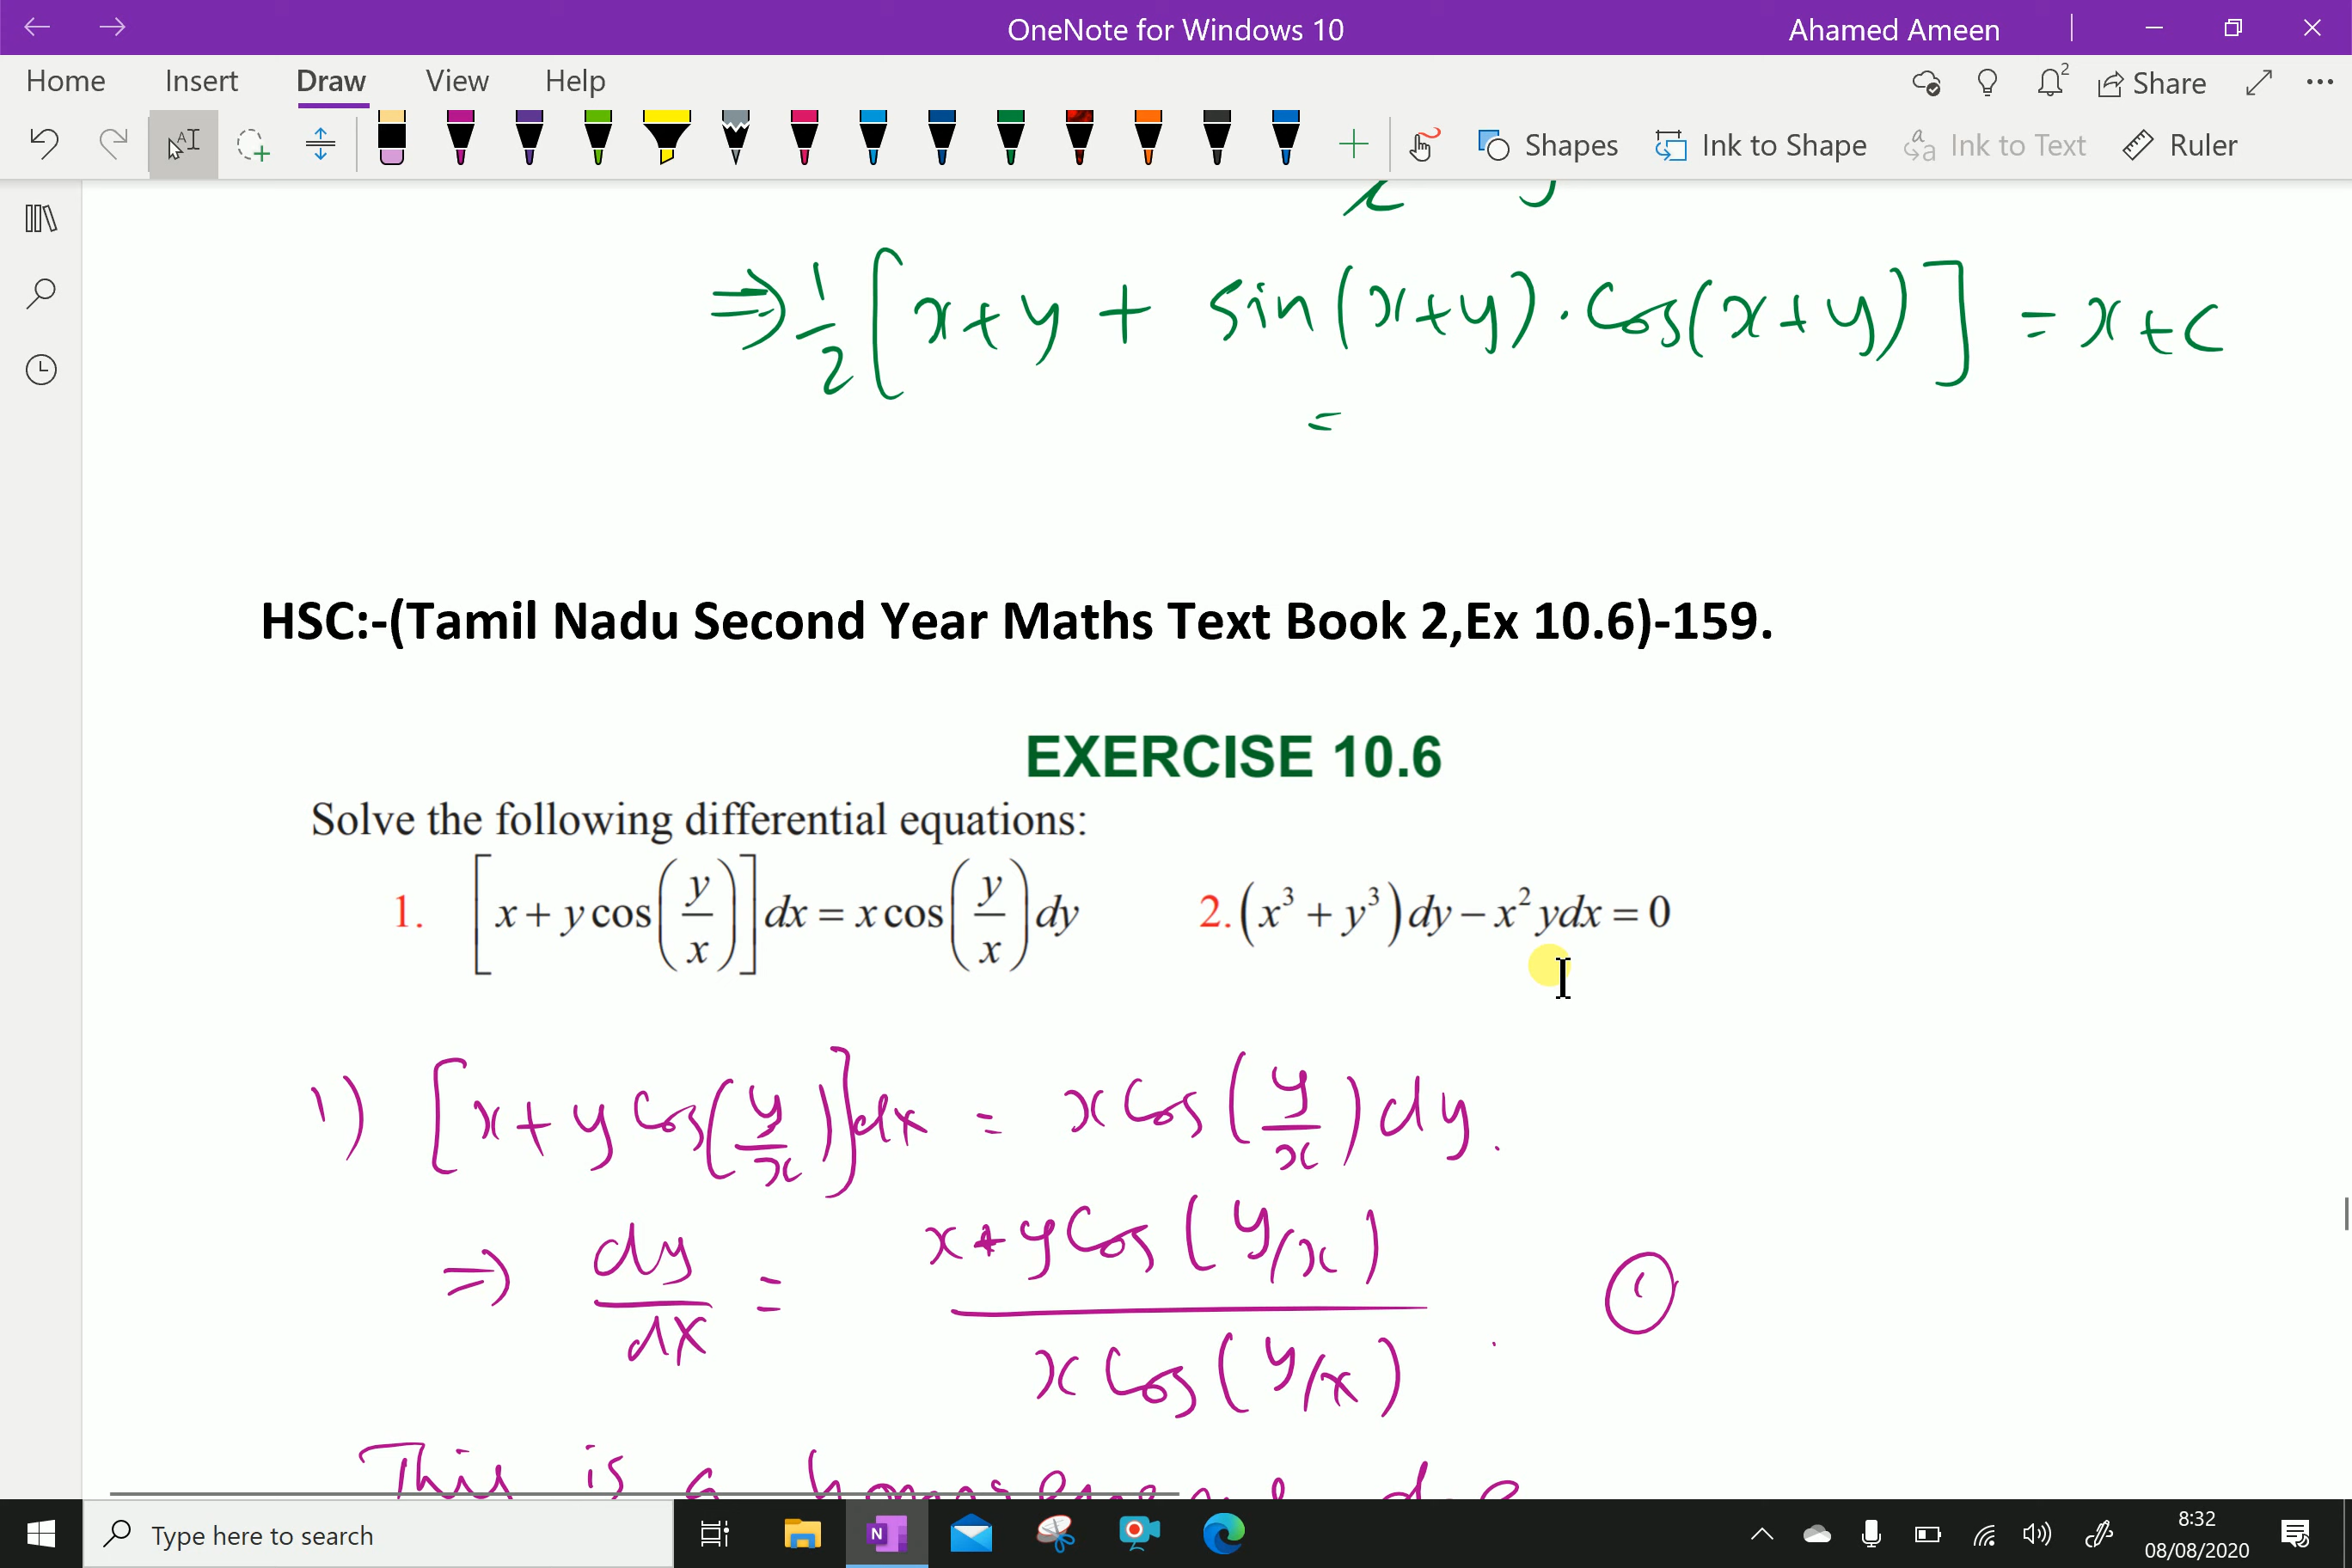 OneNote for Windows 10
Ahamed Ameen
Home Insert Draw View Help
2 Share
Shapes Ink to Shape Ink to Text Ruler
⇒ 1/2 [x+y + sin(x+y) · cos(x+y)] = x+c
=
HSC:-(Tamil Nadu Second Year Maths Text Book 2,Ex 10.6)-159.
EXERCISE 10.6
Solve the following differential equations:
1. [x + y cos(y/x)] dx = x cos(y/x) dy
2. (x³ + y³) dy − x² ydx = 0
1) [x + y cos(y/x)] dx = x cos(y/x) dy.
⇒ dy/dx = (x + y cos(y/x)) / (x cos(y/x)). ①
This is a homogeneous d.e
Type here to search
8:32
08/08/2020